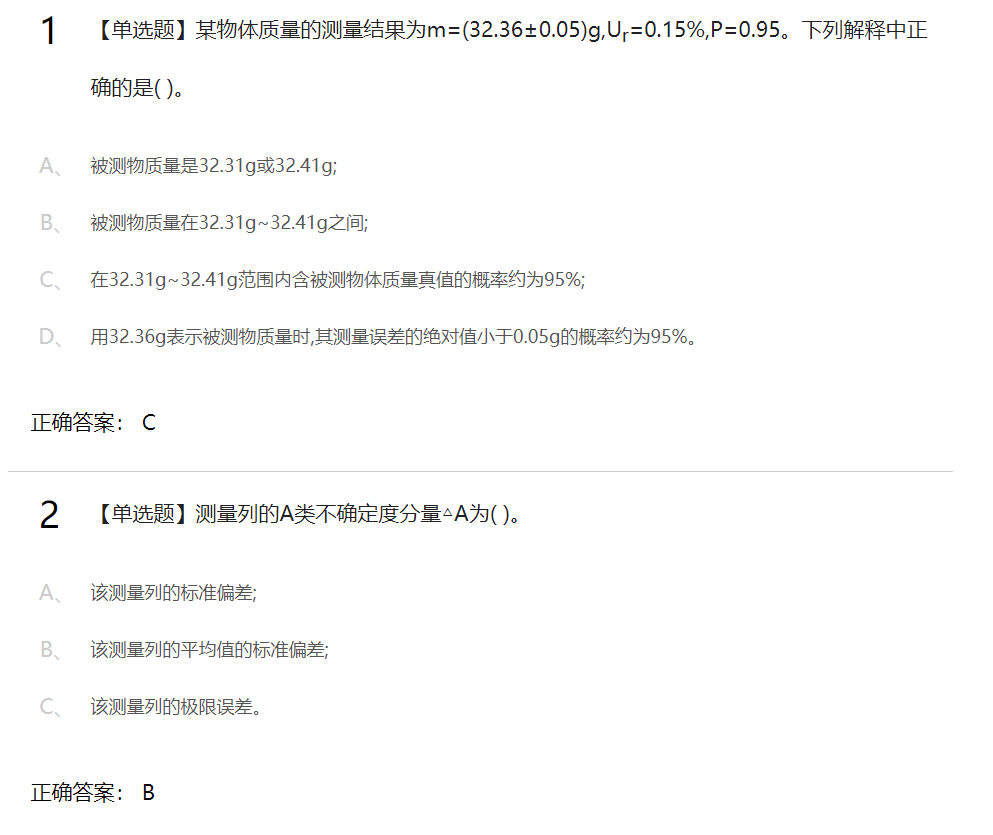 1 【单选题】某物体质量的测量结果为m=(32.36±0.05)g,Ur=0.15%,P=0.95。下列解释中正
确的是( )。
A、 被测物质量是32.31g或32.41g;
B、 被测物质量在32.31g~32.41g之间;
C、 在32.31g~32.41g范围内含被测物体质量真值的概率约为95%;
D、 用32.36g表示被测物质量时,其测量误差的绝对值小于0.05g的概率约为95%。
正确答案： C
2 【单选题】测量列的A类不确定度分量△A为( )。
A、 该测量列的标准偏差;
B、 该测量列的平均值的标准偏差;
C、 该测量列的极限误差。
正确答案： B